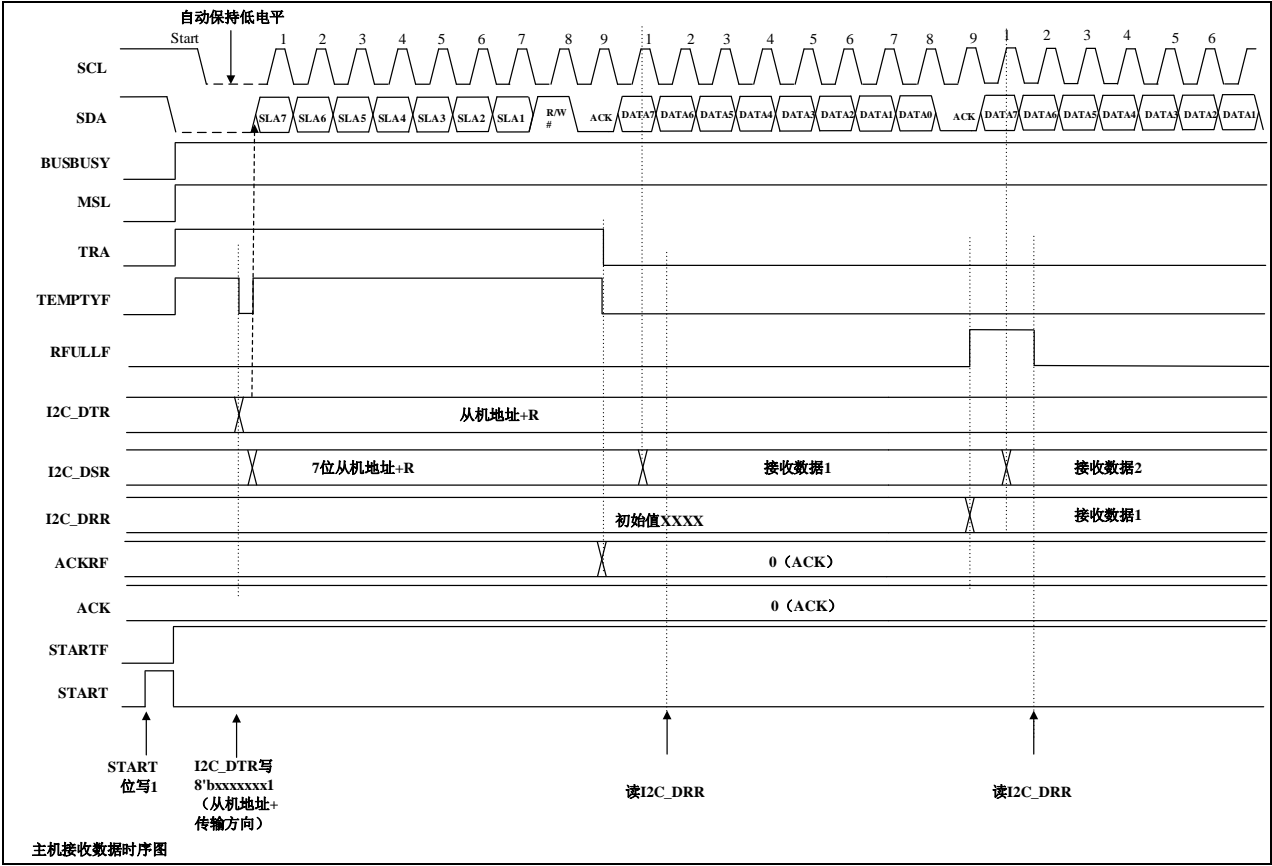 自动保持低电平
Start 1 2 3 4 5 6 7 8 9 1 2 3 4 5 6 7 8 9 1 2 3 4 5 6
SCL
SDA SLA7 SLA6 SLA5 SLA4 SLA3 SLA2 SLA1 R/W# ACK DATA7 DATA6 DATA5 DATA4 DATA3 DATA2 DATA1 DATA0 ACK DATA7 DATA6 DATA5 DATA4 DATA3 DATA2 DATA1
BUSBUSY
MSL
TRA
TEMPTYF
RFULLF
I2C_DTR 从机地址+R
I2C_DSR 7位从机地址+R 接收数据1 接收数据2
I2C_DRR 初始值XXXX 接收数据1
ACKRF 0（ACK）
ACK 0（ACK）
STARTF
START
START
位写1
I2C_DTR写
8'bxxxxxxx1
（从机地址+
传输方向）
读I2C_DRR
读I2C_DRR
主机接收数据时序图